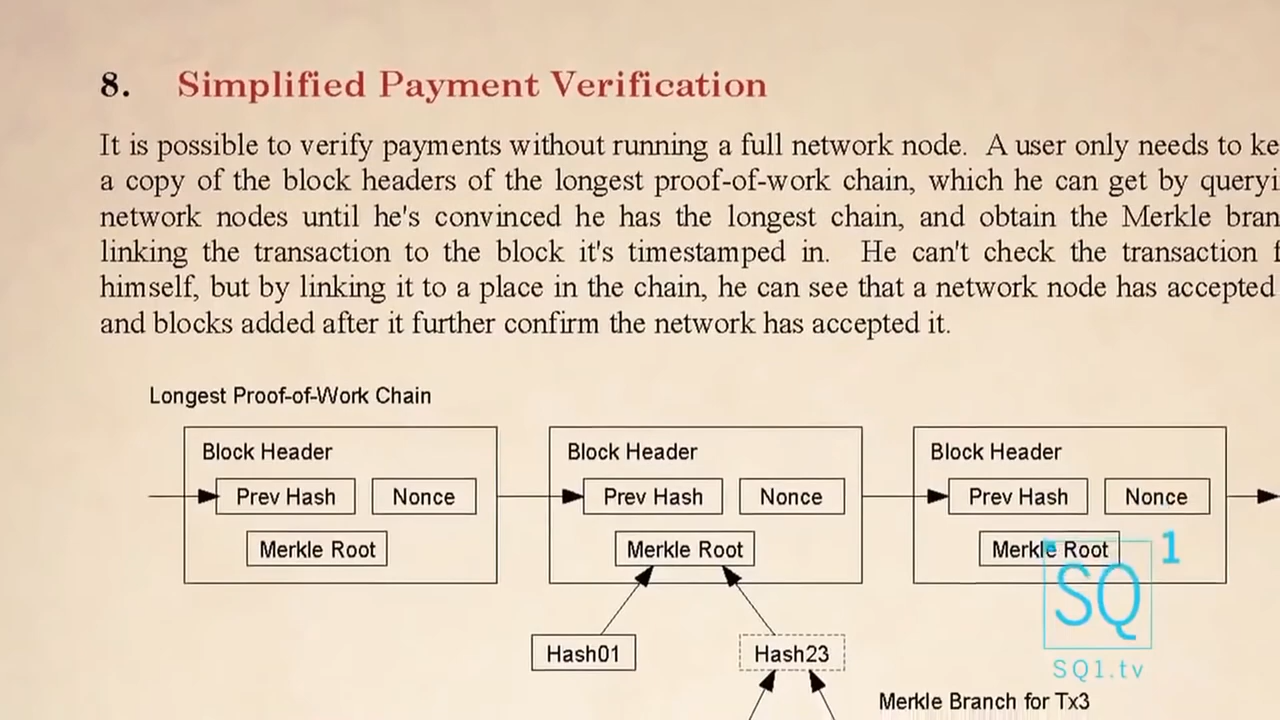 8. Simplified Payment Verification
It is possible to verify payments without running a full network node. A user only needs to ke
a copy of the block headers of the longest proof-of-work chain, which he can get by queryi
network nodes until he's convinced he has the longest chain, and obtain the Merkle bran
linking the transaction to the block it's timestamped in. He can't check the transaction f
himself, but by linking it to a place in the chain, he can see that a network node has accepted
and blocks added after it further confirm the network has accepted it.
Longest Proof-of-Work Chain
Block Header Block Header Block Header
Prev Hash Nonce Prev Hash Nonce Prev Hash Nonce
Merkle Root Merkle Root Merkle Root
SQ 1
Hash01 Hash23
SQ1.tv
Merkle Branch for Tx3